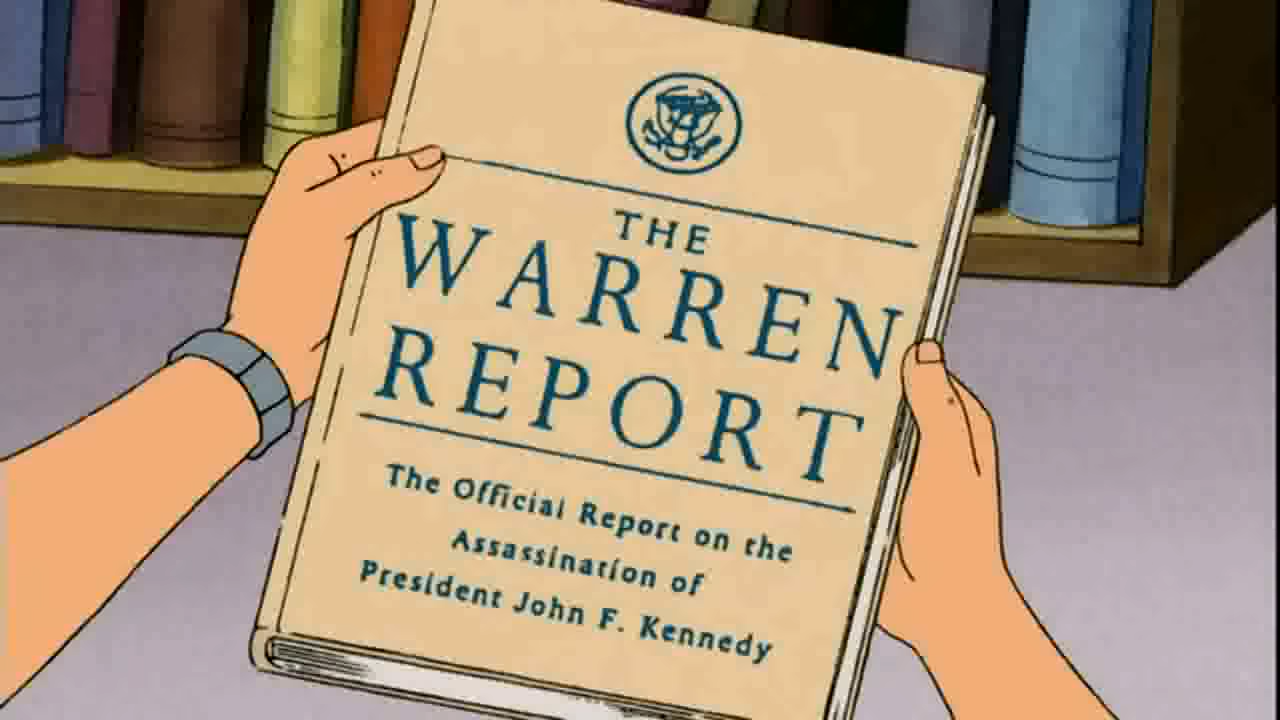 THE
WARREN
REPORT
The Official Report on the
Assassination of
President John F. Kennedy